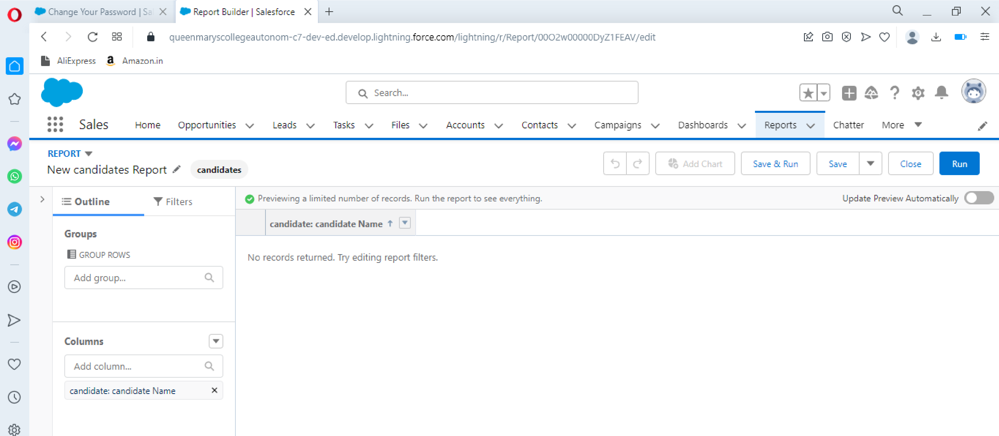 Change Your Password | Sa
Report Builder | Salesforce
queenmaryscollegeautonom-c7-dev-ed.develop.lightning.force.com/lightning/r/Report/00O2w00000DyZ1FEAV/edit
AliExpress
a Amazon.in
Search...
Sales Home Opportunities Leads Tasks Files Accounts Contacts Campaigns Dashboards Reports Chatter More
REPORT
New candidates Report candidates
Add Chart Save & Run Save Close Run
Outline Filters
Previewing a limited number of records. Run the report to see everything.
Update Preview Automatically
candidate: candidate Name
Groups
GROUP ROWS
Add group...
No records returned. Try editing report filters.
Columns
Add column...
candidate: candidate Name